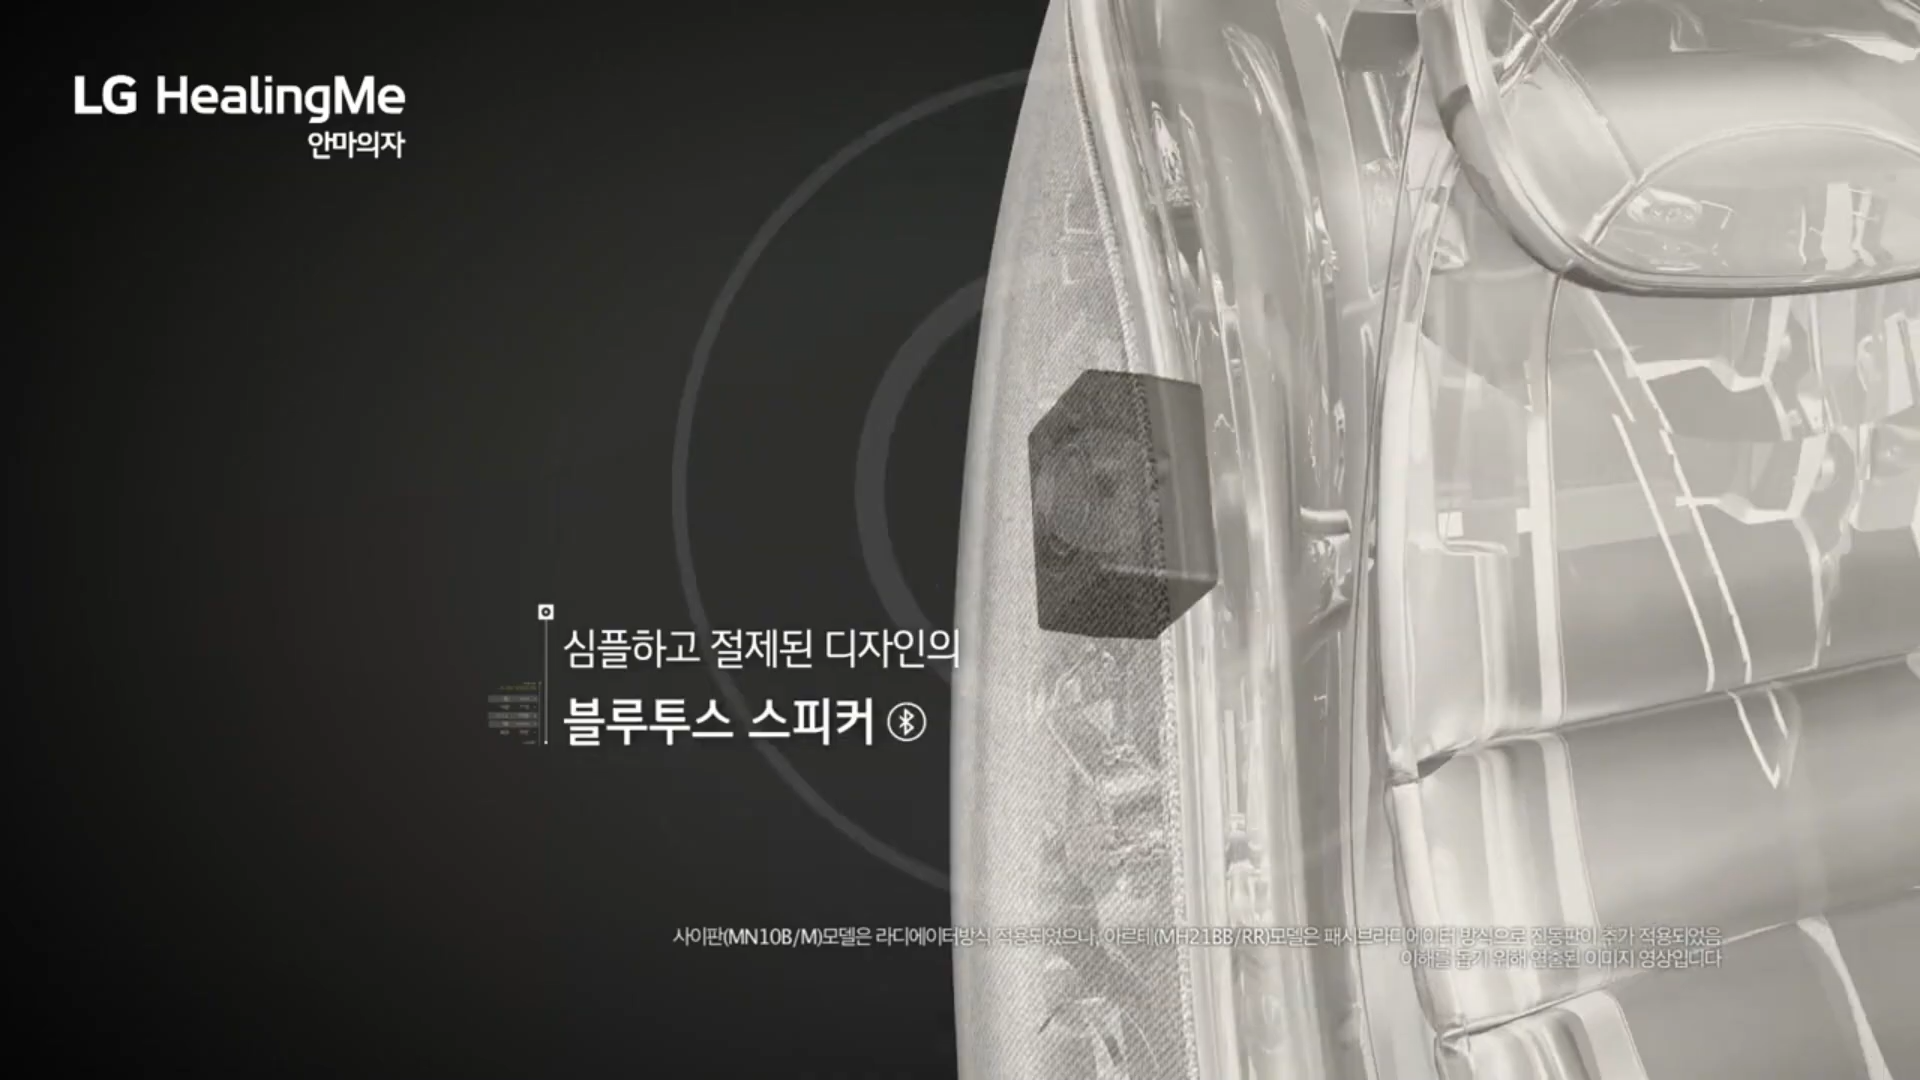 LG HealingMe
안마의자
심플하고 절제된 디자인의
블루투스 스피커
사이판(MN10B/M)모델은 라디에이터방식 적용되었으나, 아르테(MH21BB/RR)모델은 패시브라디에이터 방식으로 진동판이 추가 적용되었음
이해를 돕기 위해 연출된 이미지 영상입니다